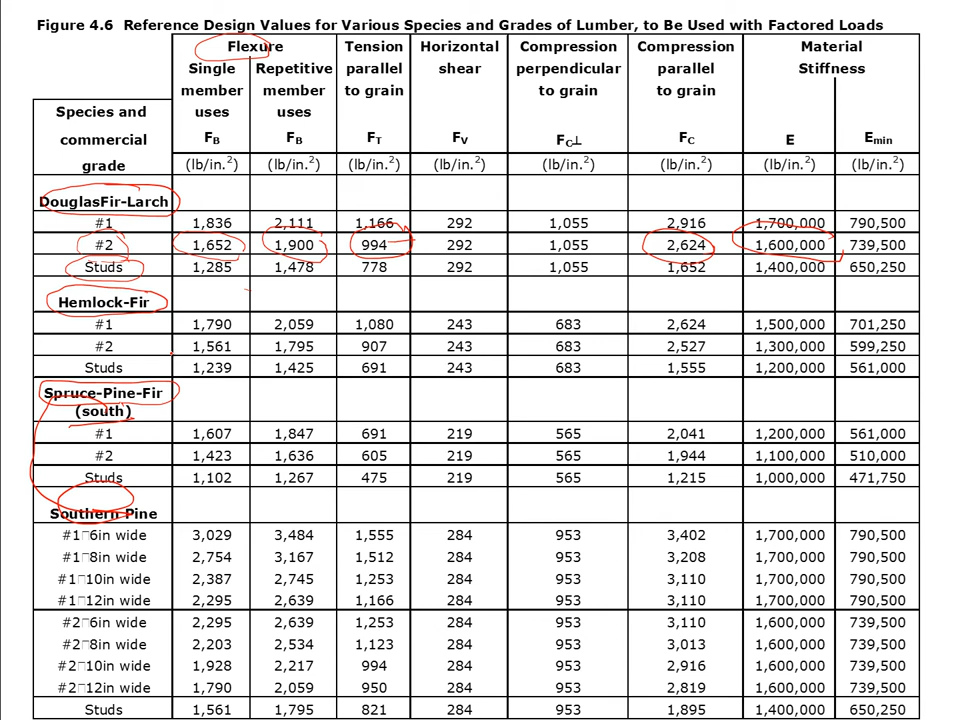 Figure 4.6 Reference Design Values for Various Species and Grades of Lumber, to Be Used with Factored Loads
Flexure Tension Horizontal Compression Compression Material
Single Repetitive parallel shear perpendicular parallel Stiffness
member member to grain to grain to grain
uses uses
Species and
commercial FB FB FT FV FC⊥ FC E Emin
grade (lb/in.²) (lb/in.²) (lb/in.²) (lb/in.²) (lb/in.²) (lb/in.²) (lb/in.²) (lb/in.²)
DouglasFir-Larch
#1 1,836 2,111 1,166 292 1,055 2,916 1,700,000 790,500
#2 1,652 1,900 994 292 1,055 2,624 1,600,000 739,500
Studs 1,285 1,478 778 292 1,055 1,652 1,400,000 650,250
Hemlock-Fir
#1 1,790 2,059 1,080 243 683 2,624 1,500,000 701,250
#2 1,561 1,795 907 243 683 2,527 1,300,000 599,250
Studs 1,239 1,425 691 243 683 1,555 1,200,000 561,000
Spruce-Pine-Fir
(south)
#1 1,607 1,847 691 219 565 2,041 1,200,000 561,000
#2 1,423 1,636 605 219 565 1,944 1,100,000 510,000
Studs 1,102 1,267 475 219 565 1,215 1,000,000 471,750
Southern Pine
#1□6in wide 3,029 3,484 1,555 284 953 3,402 1,700,000 790,500
#1□8in wide 2,754 3,167 1,512 284 953 3,208 1,700,000 790,500
#1□10in wide 2,387 2,745 1,253 284 953 3,110 1,700,000 790,500
#1□12in wide 2,295 2,639 1,166 284 953 3,110 1,700,000 790,500
#2□6in wide 2,295 2,639 1,253 284 953 3,110 1,600,000 739,500
#2□8in wide 2,203 2,534 1,123 284 953 3,013 1,600,000 739,500
#2□10in wide 1,928 2,217 994 284 953 2,916 1,600,000 739,500
#2□12in wide 1,790 2,059 950 284 953 2,819 1,600,000 739,500
Studs 1,561 1,795 821 284 953 1,895 1,400,000 650,250